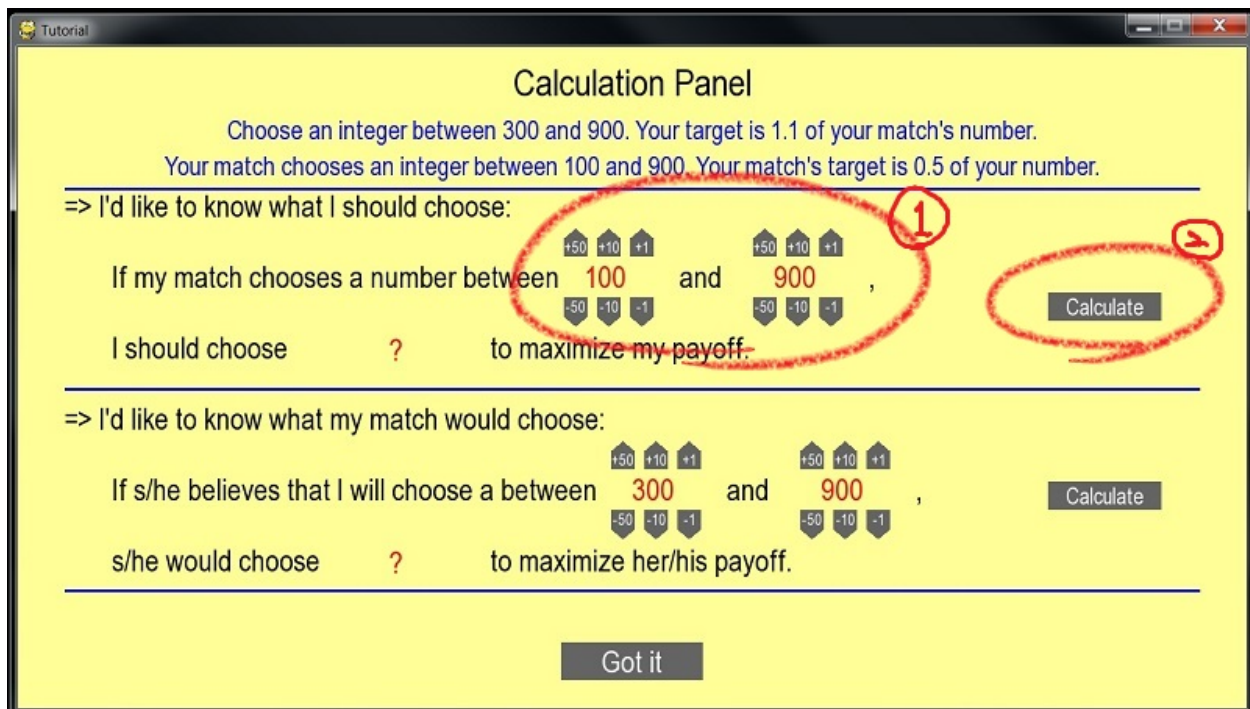 Tutorial
Calculation Panel
Choose an integer between 300 and 900. Your target is 1.1 of your match's number.
Your match chooses an integer between 100 and 900. Your match's target is 0.5 of your number.
=> I'd like to know what I should choose:
1
2
+50 +10 +1 +50 +10 +1
If my match chooses a number between 100 and 900 ,
-50 -10 -1 -50 -10 -1
Calculate
I should choose ? to maximize my payoff.
=> I'd like to know what my match would choose:
+50 +10 +1 +50 +10 +1
If s/he believes that I will choose a between 300 and 900 , Calculate
-50 -10 -1 -50 -10 -1
s/he would choose ? to maximize her/his payoff.
Got it